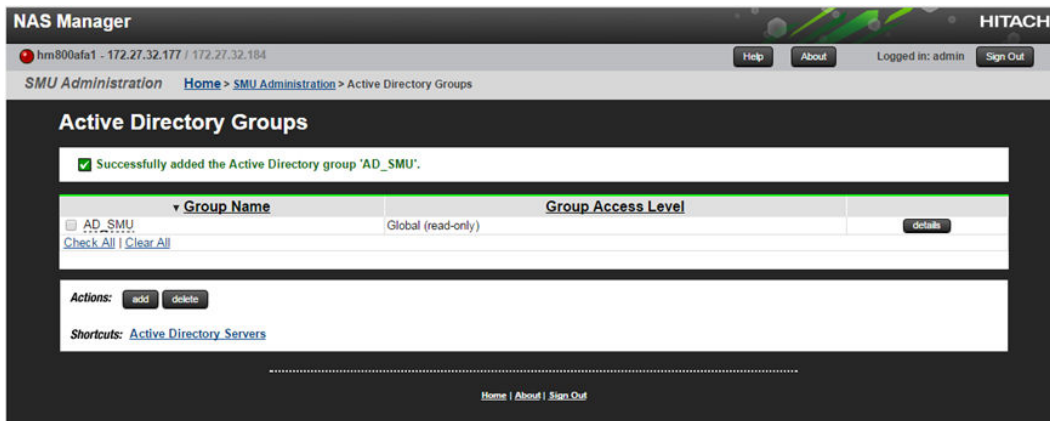 NAS Manager
HITACH
hm800afa1 - 172.27.32.177 / 172.27.32.184
Help
About
Logged in: admin
Sign Out
SMU Administration Home > SMU Administration > Active Directory Groups
Active Directory Groups
Successfully added the Active Directory group 'AD_SMU'.
▼ Group Name Group Access Level
AD_SMU Global (read-only) details
Check All | Clear All
Actions: add delete
Shortcuts: Active Directory Servers
Home | About | Sign Out